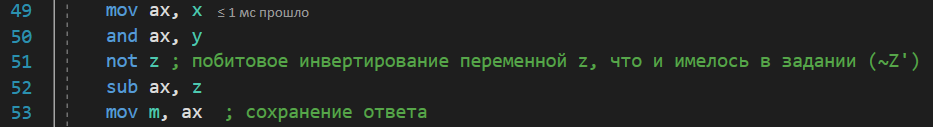 49 mov ax, x ≤ 1 мс прошло
50 and ax, y
51 not z ; побитовое инвертирование переменной z, что и имелось в задании (~Z')
52 sub ax, z
53 mov m, ax ; сохранение ответа